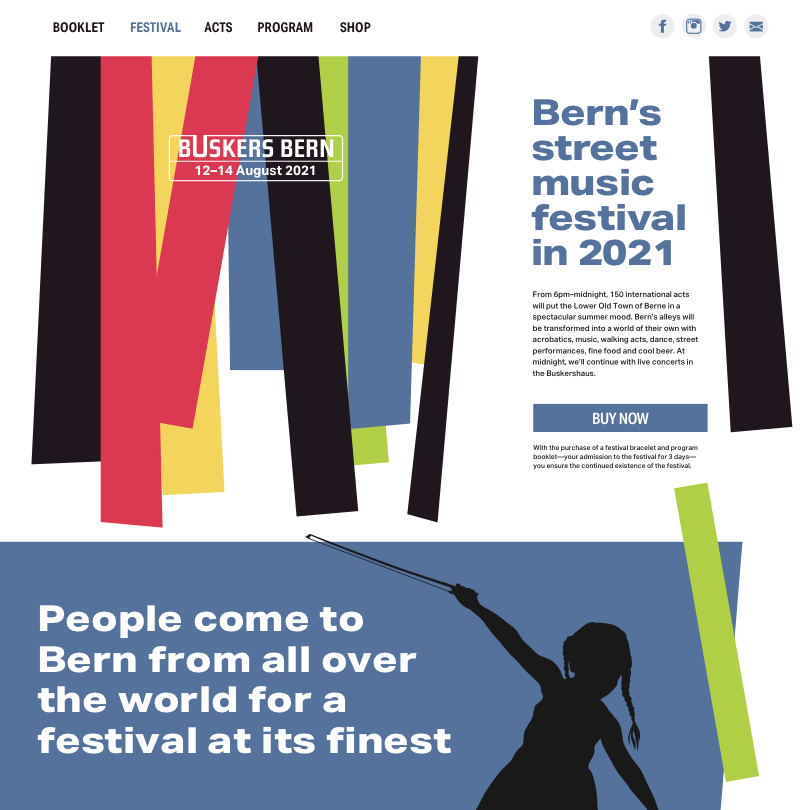 BOOKLET FESTIVAL ACTS PROGRAM SHOP
BUSKERS BERN
12–14 August 2021
Bern’s
street
music
festival
in 2021
From 6pm–midnight, 150 international acts
will put the Lower Old Town of Berne in a
spectacular summer mood. Bern’s alleys will
be transformed into a world of their own with
acrobatics, music, walking acts, dance, street
performances, fine food and cool beer. At
midnight, we’ll continue with live concerts in
the Buskershaus.
BUY NOW
With the purchase of a festival bracelet and program
booklet—your admission to the festival for 3 days—
you ensure the continued existence of the festival.
People come to
Bern from all over
the world for a
festival at its finest